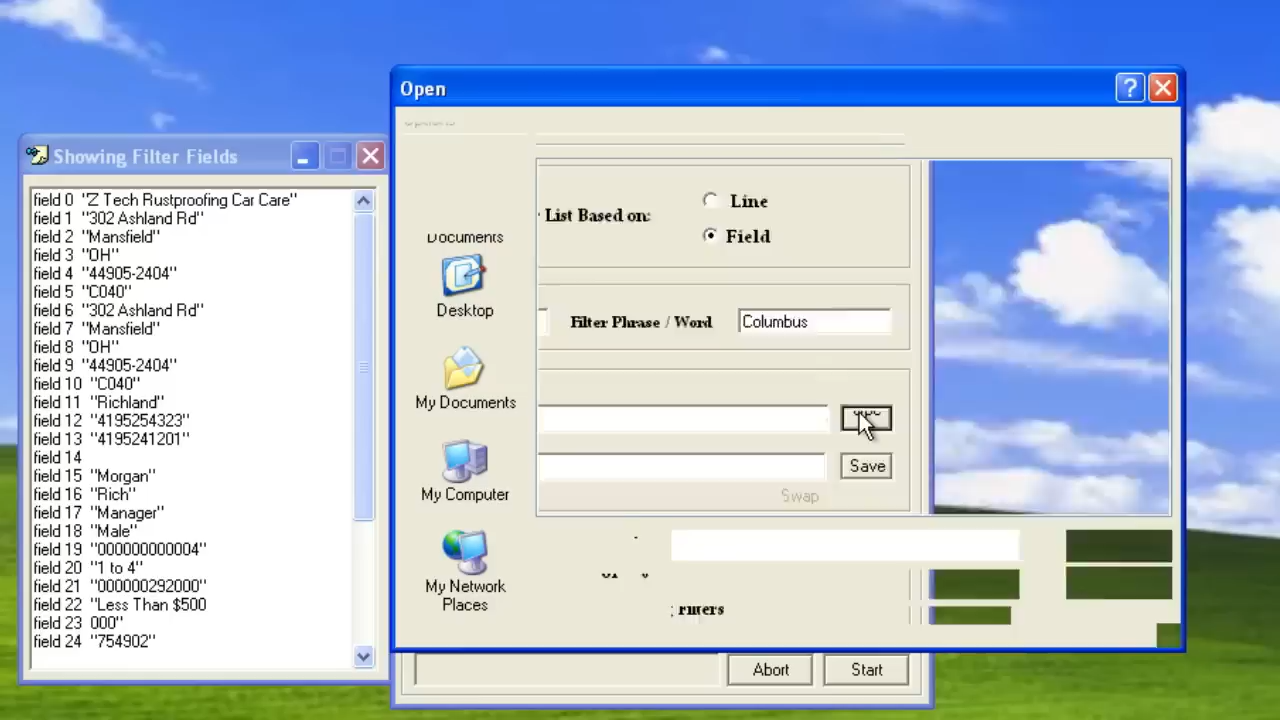 Showing Filter Fields
field 0 "Z Tech Rustproofing Car Care"
field 1 "302 Ashland Rd"
field 2 "Mansfield"
field 3 "OH"
field 4 "44905-2404"
field 5 "C040"
field 6 "302 Ashland Rd"
field 7 "Mansfield"
field 8 "OH"
field 9 "44905-2404"
field 10 "C040"
field 11 "Richland"
field 12 "4195254323"
field 13 "4195241201"
field 14
field 15 "Morgan"
field 16 "Rich"
field 17 "Manager"
field 18 "Male"
field 19 "000000000004"
field 20 "1 to 4"
field 21 "000000292000"
field 22 "Less Than $500
field 23 000"
field 24 "754902"
Open
Options
Documents
Desktop
My Documents
My Computer
My Network
Places
List Based on:
Line
Field
Filter Phrase / Word
Columbus
Save
Swap
Abort
Start